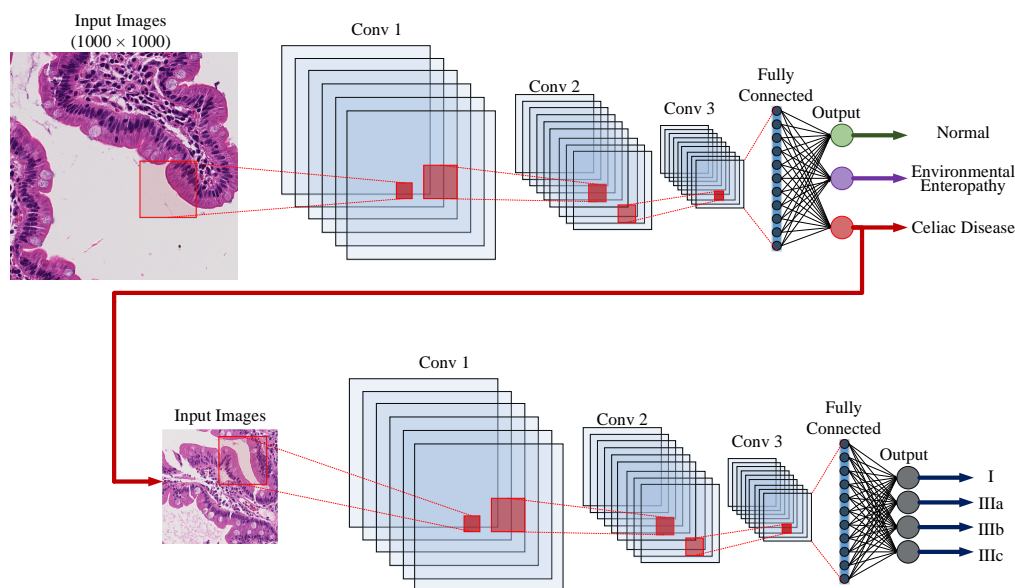 Input Images
(1000 × 1000)
Conv 1
Conv 2
Conv 3
Fully
Connected
Output
Normal
Environmental
Enteropathy
Celiac Disease
Input Images
Conv 1
Conv 2
Conv 3
Fully
Connected
Output
I
IIIa
IIIb
IIIc